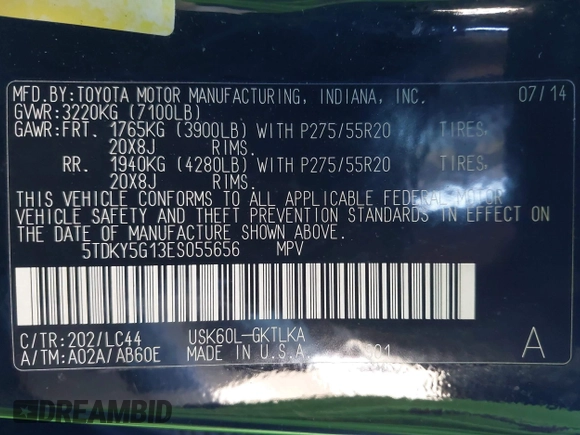 MFD.BY:TOYOTA MOTOR MANUFACTURING, INDIANA, INC. 07/14
GVWR:3220KG (7100LB)
GAWR:FRT. 1765KG (3900LB) WITH P275/55R20 TIRES,
20X8J RIMS.
RR. 1940KG (4280LB) WITH P275/55R20 TIRES,
20X8J RIMS.
THIS VEHICLE CONFORMS TO ALL APPLICABLE FEDERAL MOTOR
VEHICLE SAFETY AND THEFT PREVENTION STANDARDS IN EFFECT ON
THE DATE OF MANUFACTURE SHOWN ABOVE.
5TDKY5G13ES055656 MPV
C/TR:202/LC44 USK60L-GKTLKA A
A/TM:A02A/AB60E MADE IN U.S.A.
DREAMBID